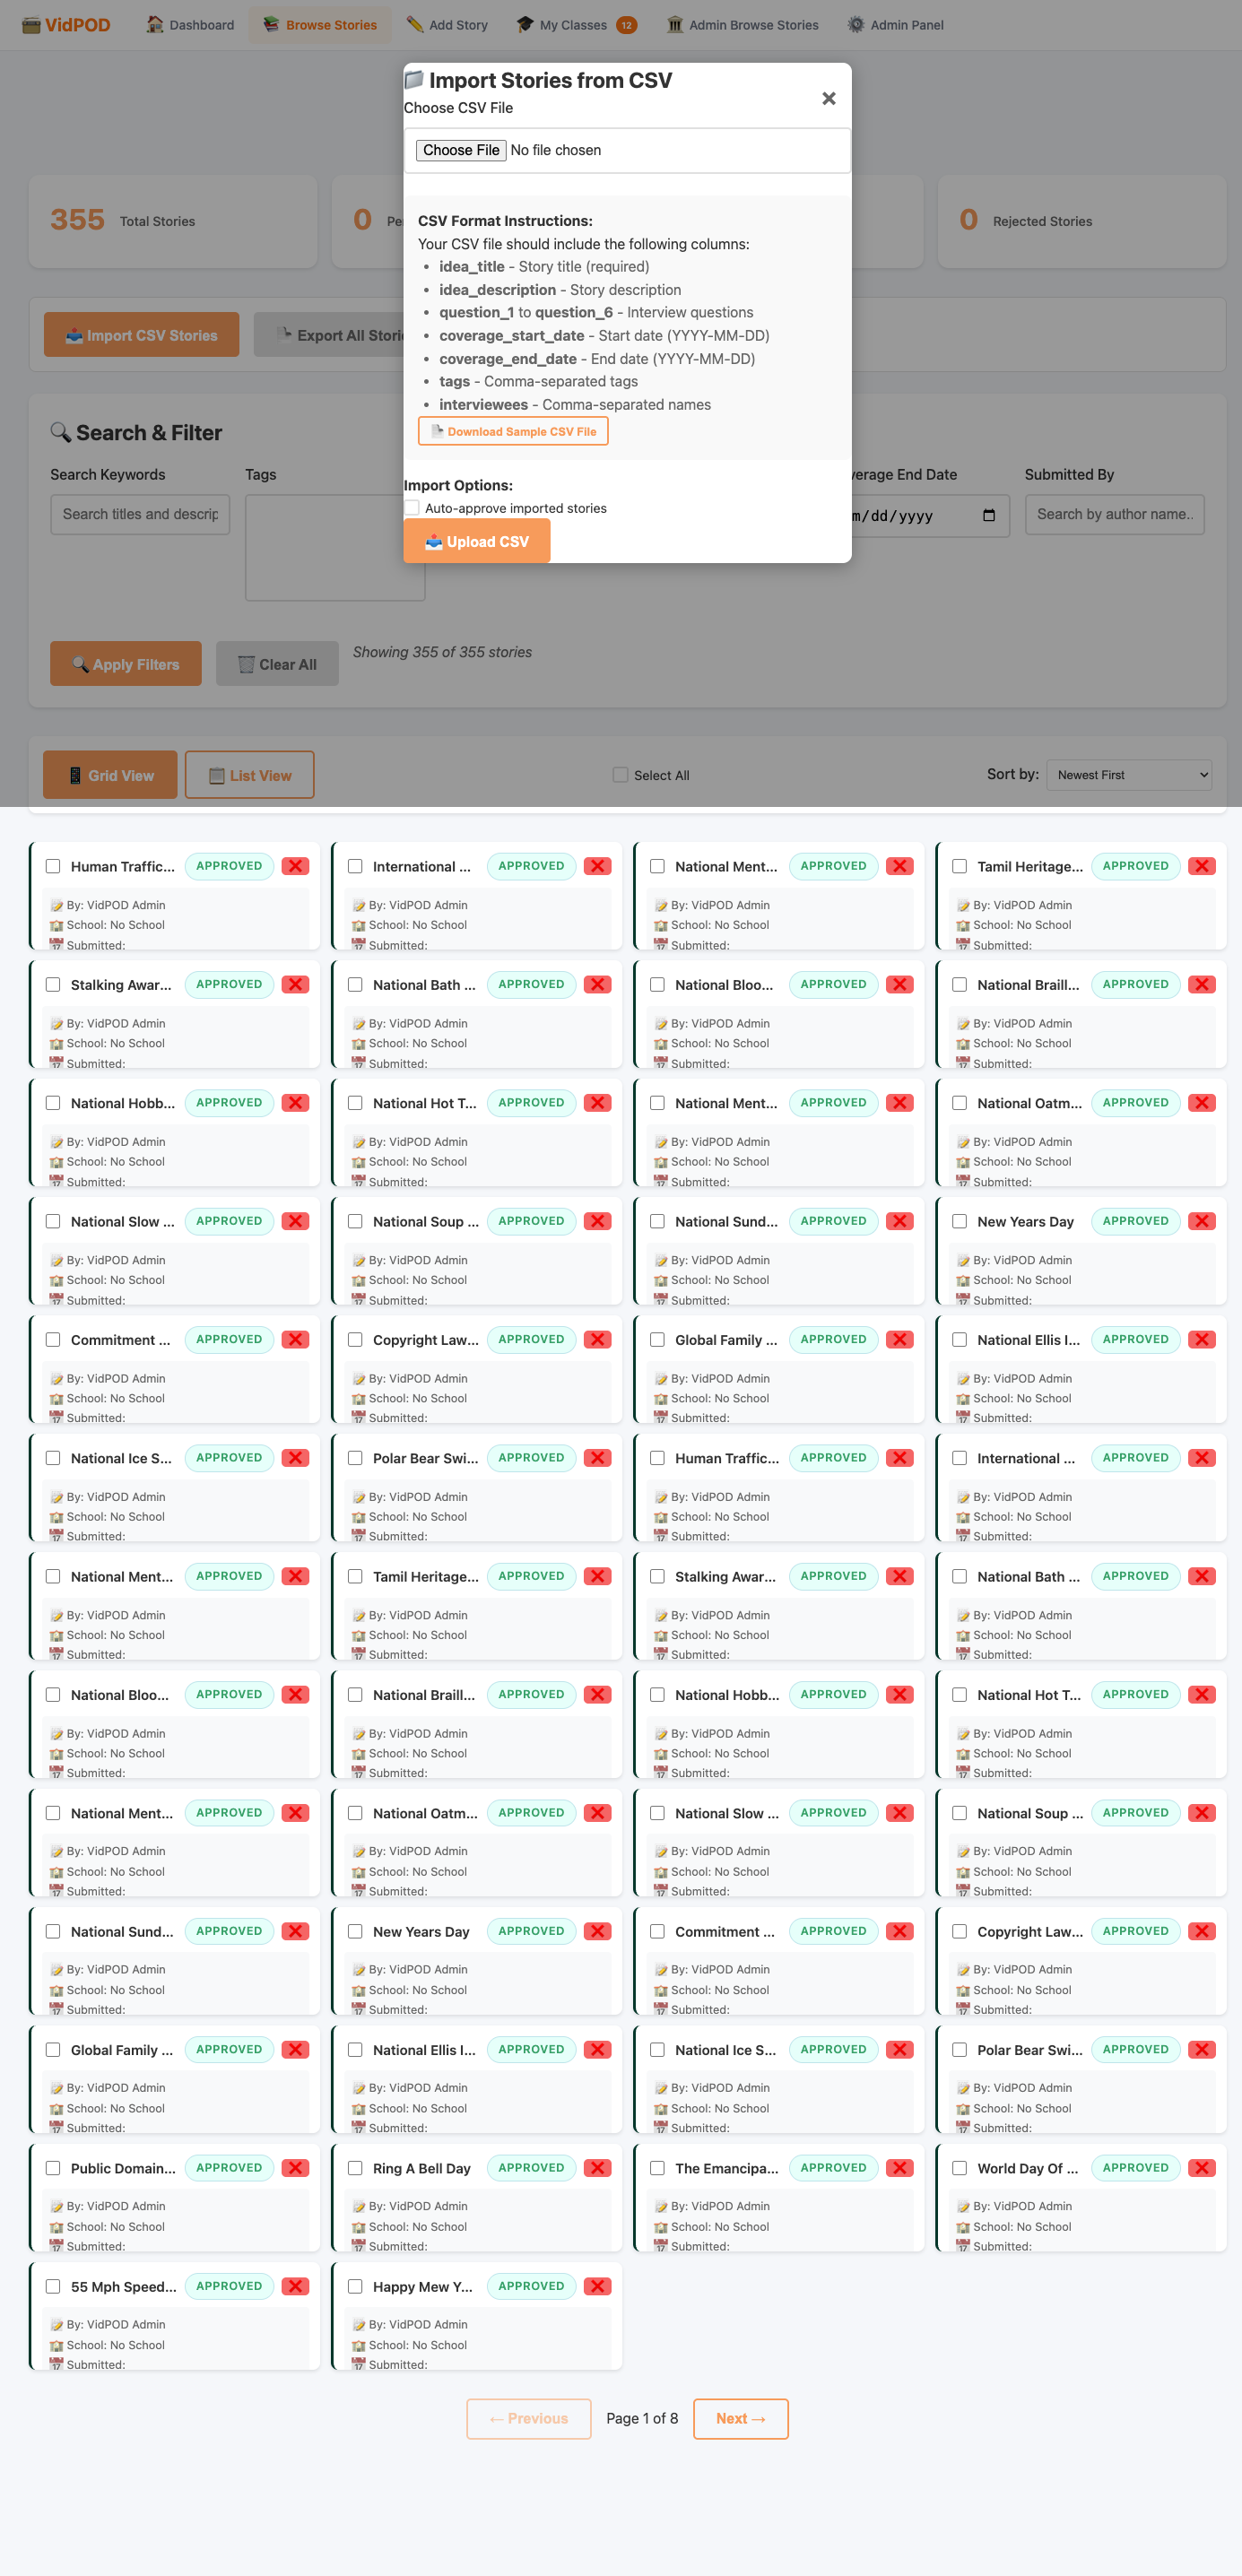 VidPOD
Dashboard
Browse Stories
Add Story
My Classes 12
Admin Browse Stories
Admin Panel
Import Stories from CSV
×
Choose CSV File
Choose File No file chosen
355 Total Stories
0
0 Rejected Stories
CSV Format Instructions:
Your CSV file should include the following columns:
• idea_title - Story title (required)
• idea_description - Story description
• question_1 to question_6 - Interview questions
• coverage_start_date - Start date (YYYY-MM-DD)
• coverage_end_date - End date (YYYY-MM-DD)
• tags - Comma-separated tags
• interviewees - Comma-separated names
Download Sample CSV File
Import CSV Stories
Export All Stori
Import Options:
Auto-approve imported stories
Upload CSV
Search & Filter
Search Keywords
Tags
verage End Date
Submitted By
Search titles and descrip
m/dd/yyyy
Search by author name..
Apply Filters
Clear All
Showing 355 of 355 stories
Grid View
List View
Select All
Sort by: Newest First
Human Traffic... APPROVED
By: VidPOD Admin
School: No School
Submitted:
International ... APPROVED
By: VidPOD Admin
School: No School
Submitted:
National Ment... APPROVED
By: VidPOD Admin
School: No School
Submitted:
Tamil Heritage... APPROVED
By: VidPOD Admin
School: No School
Submitted:
Stalking Awar... APPROVED
By: VidPOD Admin
School: No School
Submitted:
National Bath ... APPROVED
By: VidPOD Admin
School: No School
Submitted:
National Bloo... APPROVED
By: VidPOD Admin
School: No School
Submitted:
National Braill... APPROVED
By: VidPOD Admin
School: No School
Submitted:
National Hobb... APPROVED
By: VidPOD Admin
School: No School
Submitted:
National Hot T... APPROVED
By: VidPOD Admin
School: No School
Submitted:
National Ment... APPROVED
By: VidPOD Admin
School: No School
Submitted:
National Oatm... APPROVED
By: VidPOD Admin
School: No School
Submitted:
National Slow ... APPROVED
By: VidPOD Admin
School: No School
Submitted:
National Soup ... APPROVED
By: VidPOD Admin
School: No School
Submitted:
National Sund... APPROVED
By: VidPOD Admin
School: No School
Submitted:
New Years Day APPROVED
By: VidPOD Admin
School: No School
Submitted:
Commitment ... APPROVED
By: VidPOD Admin
School: No School
Submitted:
Copyright Law... APPROVED
By: VidPOD Admin
School: No School
Submitted:
Global Family ... APPROVED
By: VidPOD Admin
School: No School
Submitted:
National Ellis I... APPROVED
By: VidPOD Admin
School: No School
Submitted:
National Ice S... APPROVED
By: VidPOD Admin
School: No School
Submitted:
Polar Bear Swi... APPROVED
By: VidPOD Admin
School: No School
Submitted:
Human Traffic... APPROVED
By: VidPOD Admin
School: No School
Submitted:
International ... APPROVED
By: VidPOD Admin
School: No School
Submitted:
National Ment... APPROVED
By: VidPOD Admin
School: No School
Submitted:
Tamil Heritage... APPROVED
By: VidPOD Admin
School: No School
Submitted:
Stalking Awar... APPROVED
By: VidPOD Admin
School: No School
Submitted:
National Bath ... APPROVED
By: VidPOD Admin
School: No School
Submitted:
National Bloo... APPROVED
By: VidPOD Admin
School: No School
Submitted:
National Braill... APPROVED
By: VidPOD Admin
School: No School
Submitted:
National Hobb... APPROVED
By: VidPOD Admin
School: No School
Submitted:
National Hot T... APPROVED
By: VidPOD Admin
School: No School
Submitted:
National Ment... APPROVED
By: VidPOD Admin
School: No School
Submitted:
National Oatm... APPROVED
By: VidPOD Admin
School: No School
Submitted:
National Slow ... APPROVED
By: VidPOD Admin
School: No School
Submitted:
National Soup ... APPROVED
By: VidPOD Admin
School: No School
Submitted:
National Sund... APPROVED
By: VidPOD Admin
School: No School
Submitted:
New Years Day APPROVED
By: VidPOD Admin
School: No School
Submitted:
Commitment ... APPROVED
By: VidPOD Admin
School: No School
Submitted:
Copyright Law... APPROVED
By: VidPOD Admin
School: No School
Submitted:
Global Family ... APPROVED
By: VidPOD Admin
School: No School
Submitted:
National Ellis I... APPROVED
By: VidPOD Admin
School: No School
Submitted:
National Ice S... APPROVED
By: VidPOD Admin
School: No School
Submitted:
Polar Bear Swi... APPROVED
By: VidPOD Admin
School: No School
Submitted:
Public Domain... APPROVED
By: VidPOD Admin
School: No School
Submitted:
Ring A Bell Day APPROVED
By: VidPOD Admin
School: No School
Submitted:
The Emancipa... APPROVED
By: VidPOD Admin
School: No School
Submitted:
World Day Of ... APPROVED
By: VidPOD Admin
School: No School
Submitted:
55 Mph Speed... APPROVED
By: VidPOD Admin
School: No School
Submitted:
Happy Mew Y... APPROVED
By: VidPOD Admin
School: No School
Submitted:
← Previous
Page 1 of 8
Next →